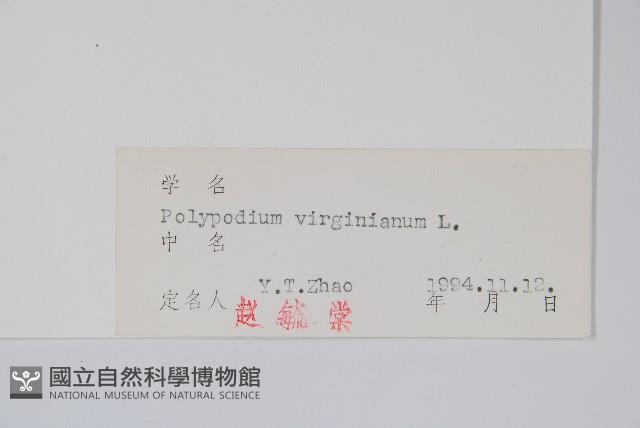 学 名
Polypodium virginianum L.
中 名
Y.T.Zhao 1994.11.12.
定名人 赵 毓 棠 年 月 日
國立自然科學博物館
NATIONAL MUSEUM OF NATURAL SCIENCE